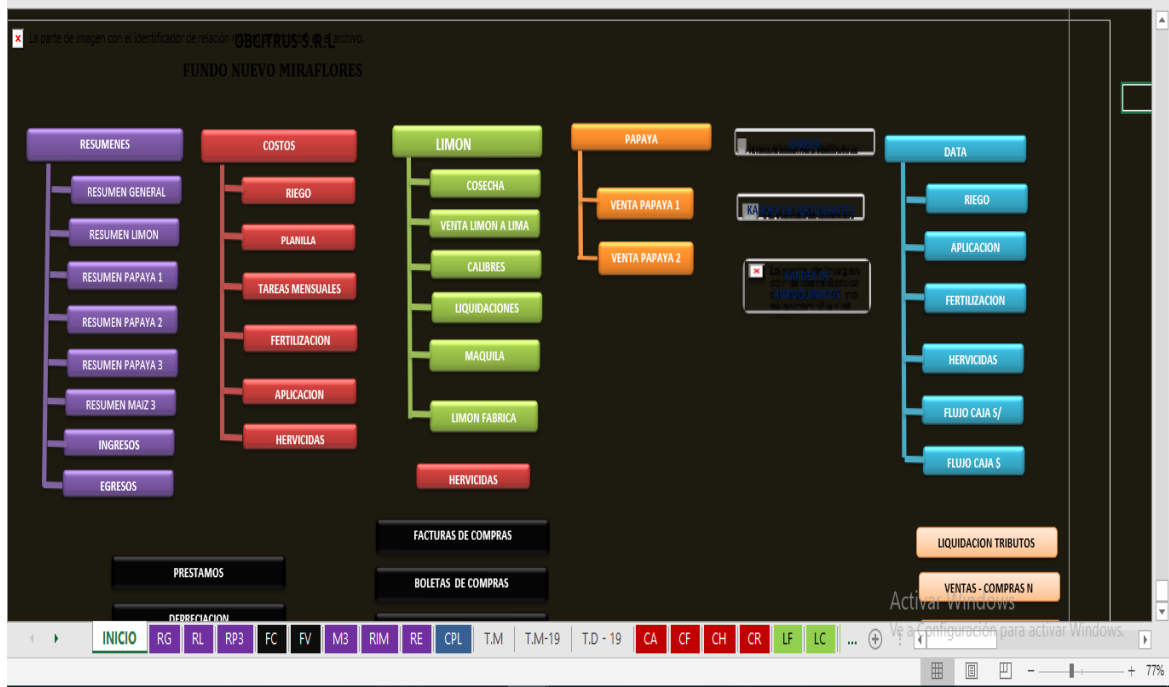 La parte de imagen con el identificador de relación
archivo.
OBCITRUS S.R.L
FUNDO NUEVO MIRAFLORES
RESUMENES
RESUMEN GENERAL
RESUMEN LIMON
RESUMEN PAPAYA 1
RESUMEN PAPAYA 2
RESUMEN PAPAYA 3
RESUMEN MAIZ 3
INGRESOS
EGRESOS
COSTOS
RIEGO
PLANILLA
TAREAS MENSUALES
FERTILIZACION
APLICACION
HERVICIDAS
LIMON
COSECHA
VENTA LIMON A LIMA
CALIBRES
LIQUIDACIONES
MAQUILA
LIMON FABRICA
HERVICIDAS
PAPAYA
VENTA PAPAYA 1
VENTA PAPAYA 2
DATA
RIEGO
APLICACION
FERTILIZACION
HERVICIDAS
FLUJO CAJA S/
FLUJO CAJA $
PRESTAMOS
DEPRECIACION
FACTURAS DE COMPRAS
BOLETAS DE COMPRAS
LIQUIDACION TRIBUTOS
VENTAS - COMPRAS N
Activar Windows
Ve a Configuración para activar Windows.
INICIO RG RL RP3 FC FV M3 RIM RE CPL T.M T.M-19 T.D - 19 CA CF CH CR LF LC ...
77%